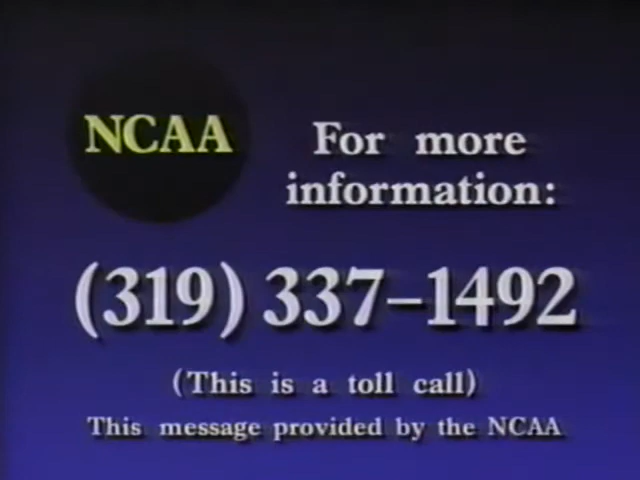 NCAA
For more
information:
(319) 337-1492
(This is a toll call)
This message provided by the NCAA